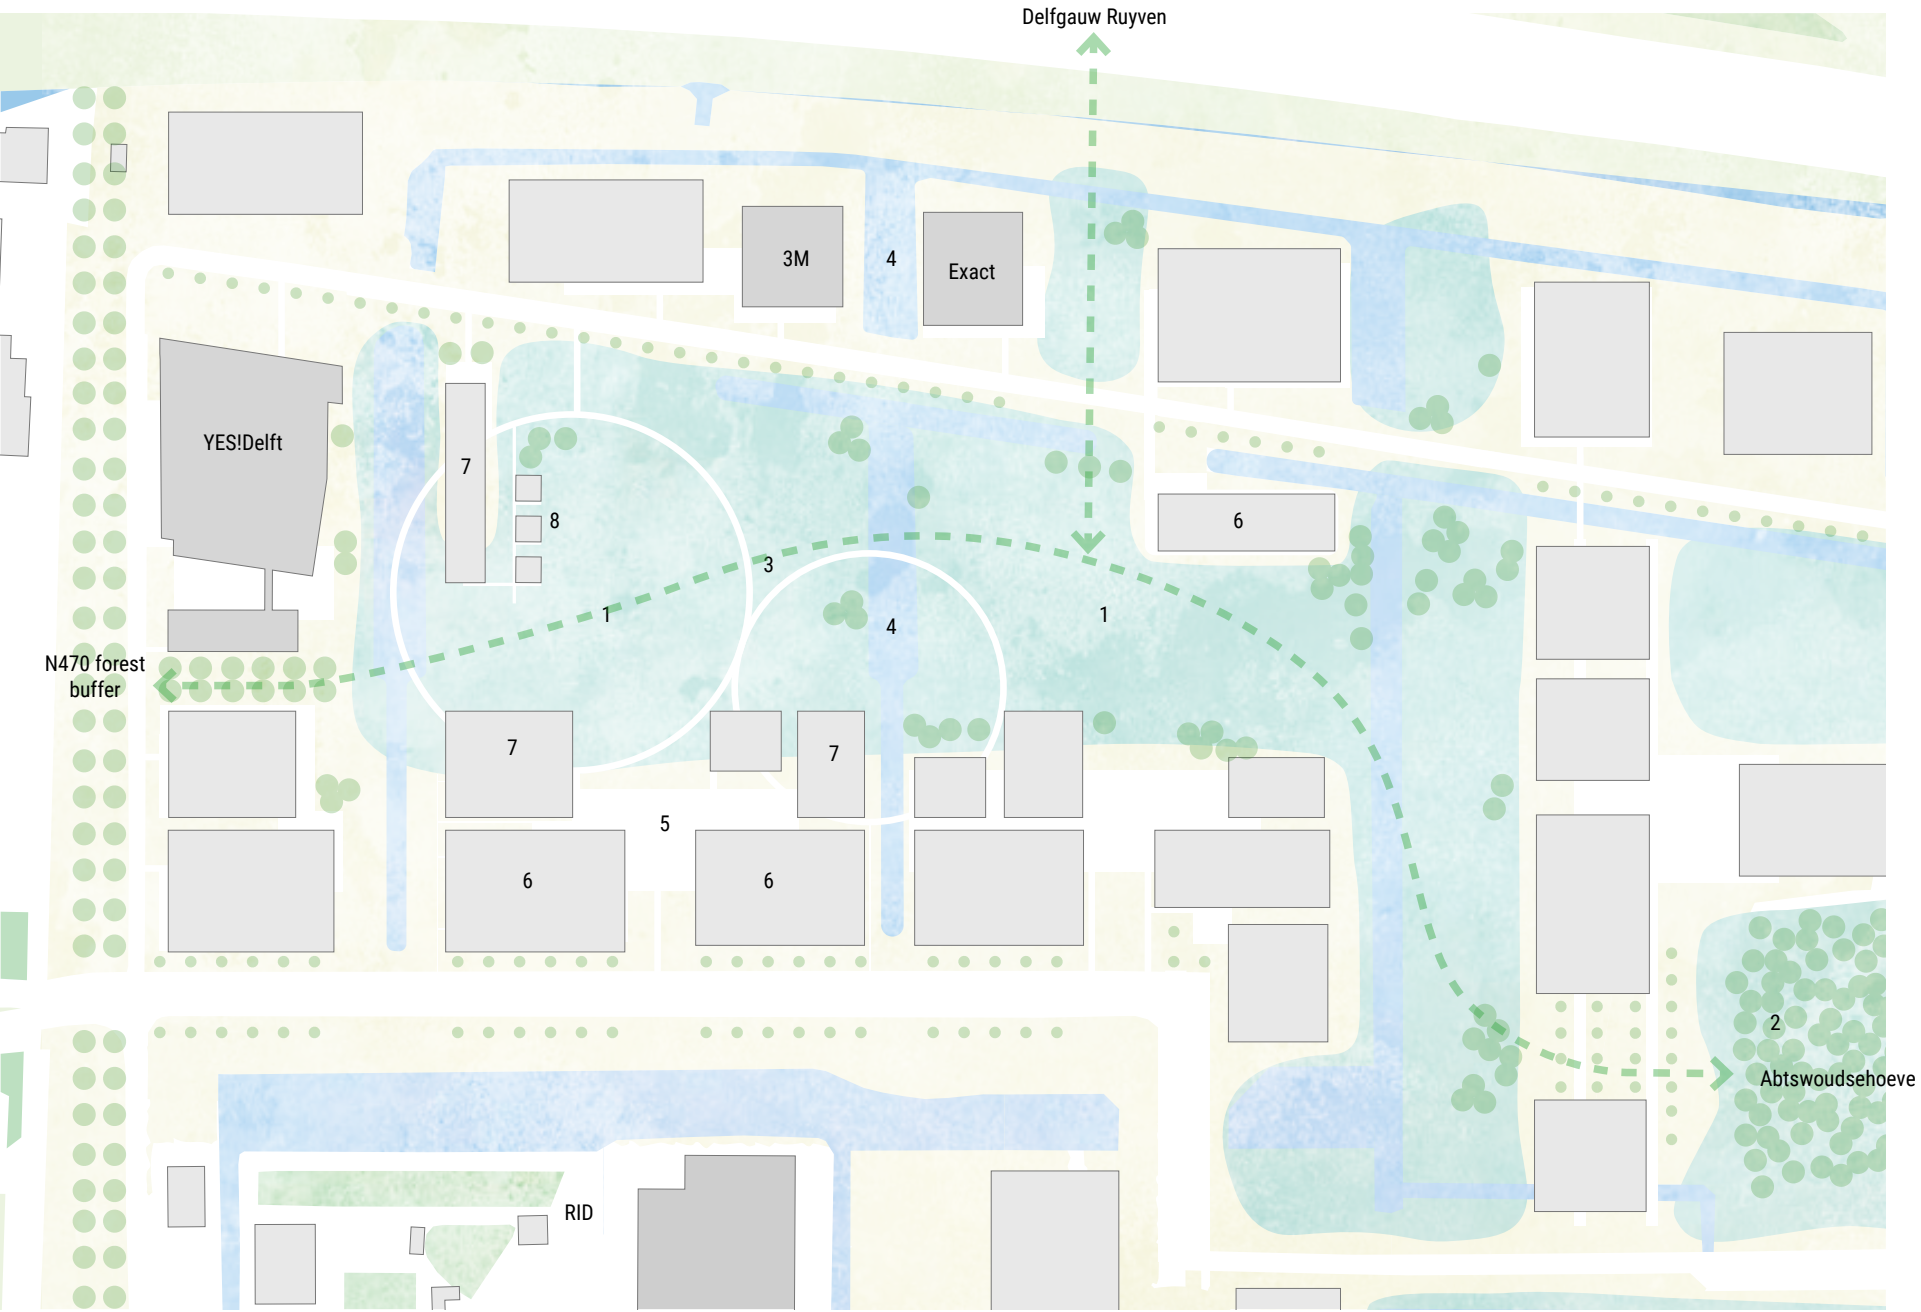 Delfgauw Ruyven
3M
4
Exact
YES!Delft
7
8
6
3
1
4
1
N470 forest
buffer
7
7
5
6
6
2
Abtswoudsehoeve
RID